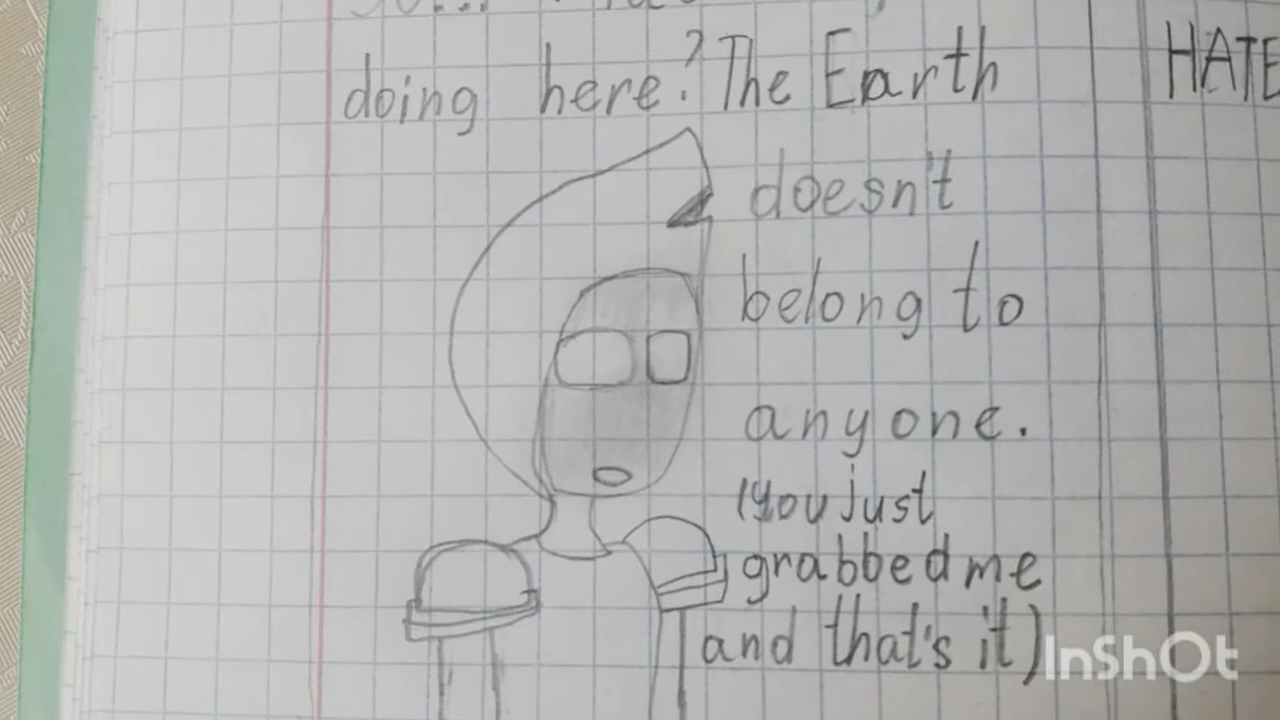 doing here? The Earth
doesn't
belong to
anyone.
(you just
grabbed me
and that's it)
HATE
InShOt